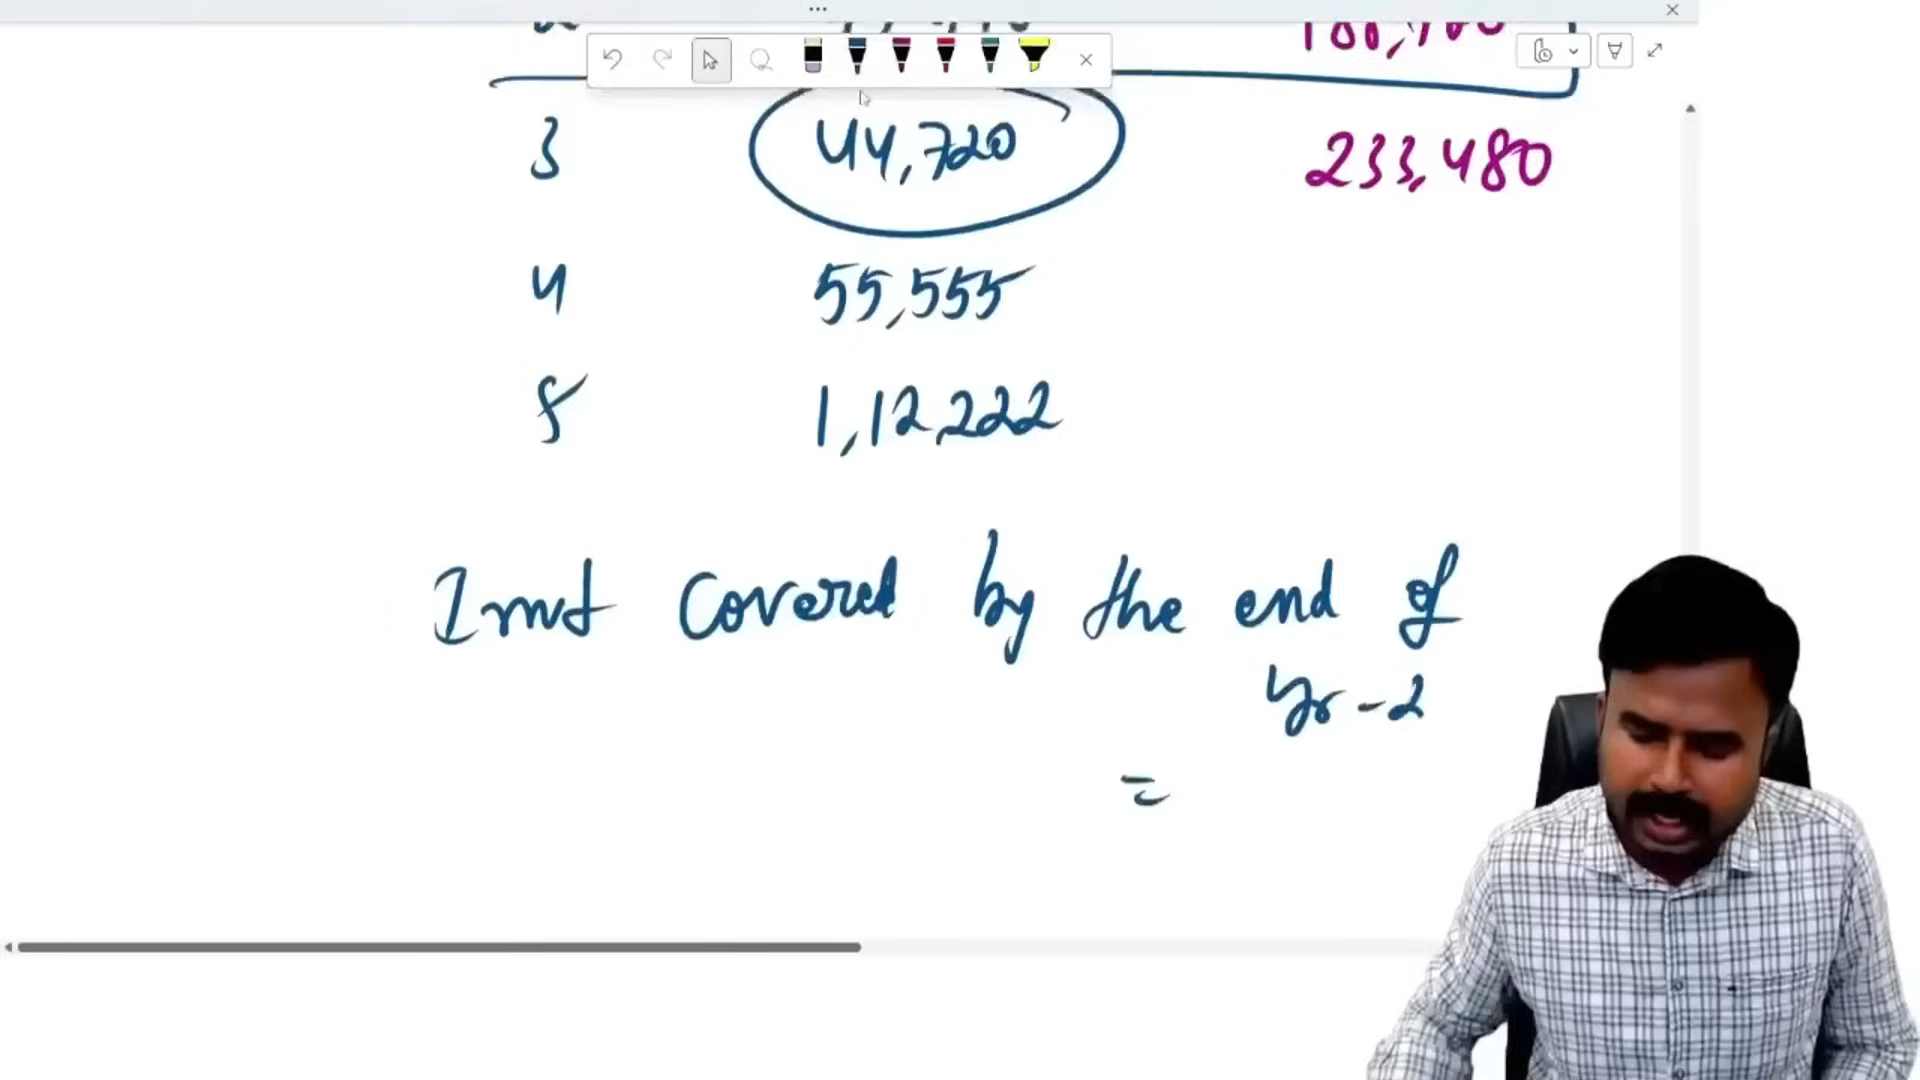 3 44,720 233,480
4 55,555
5 1,12,222
Invt covered by the end of
Yr-2
=